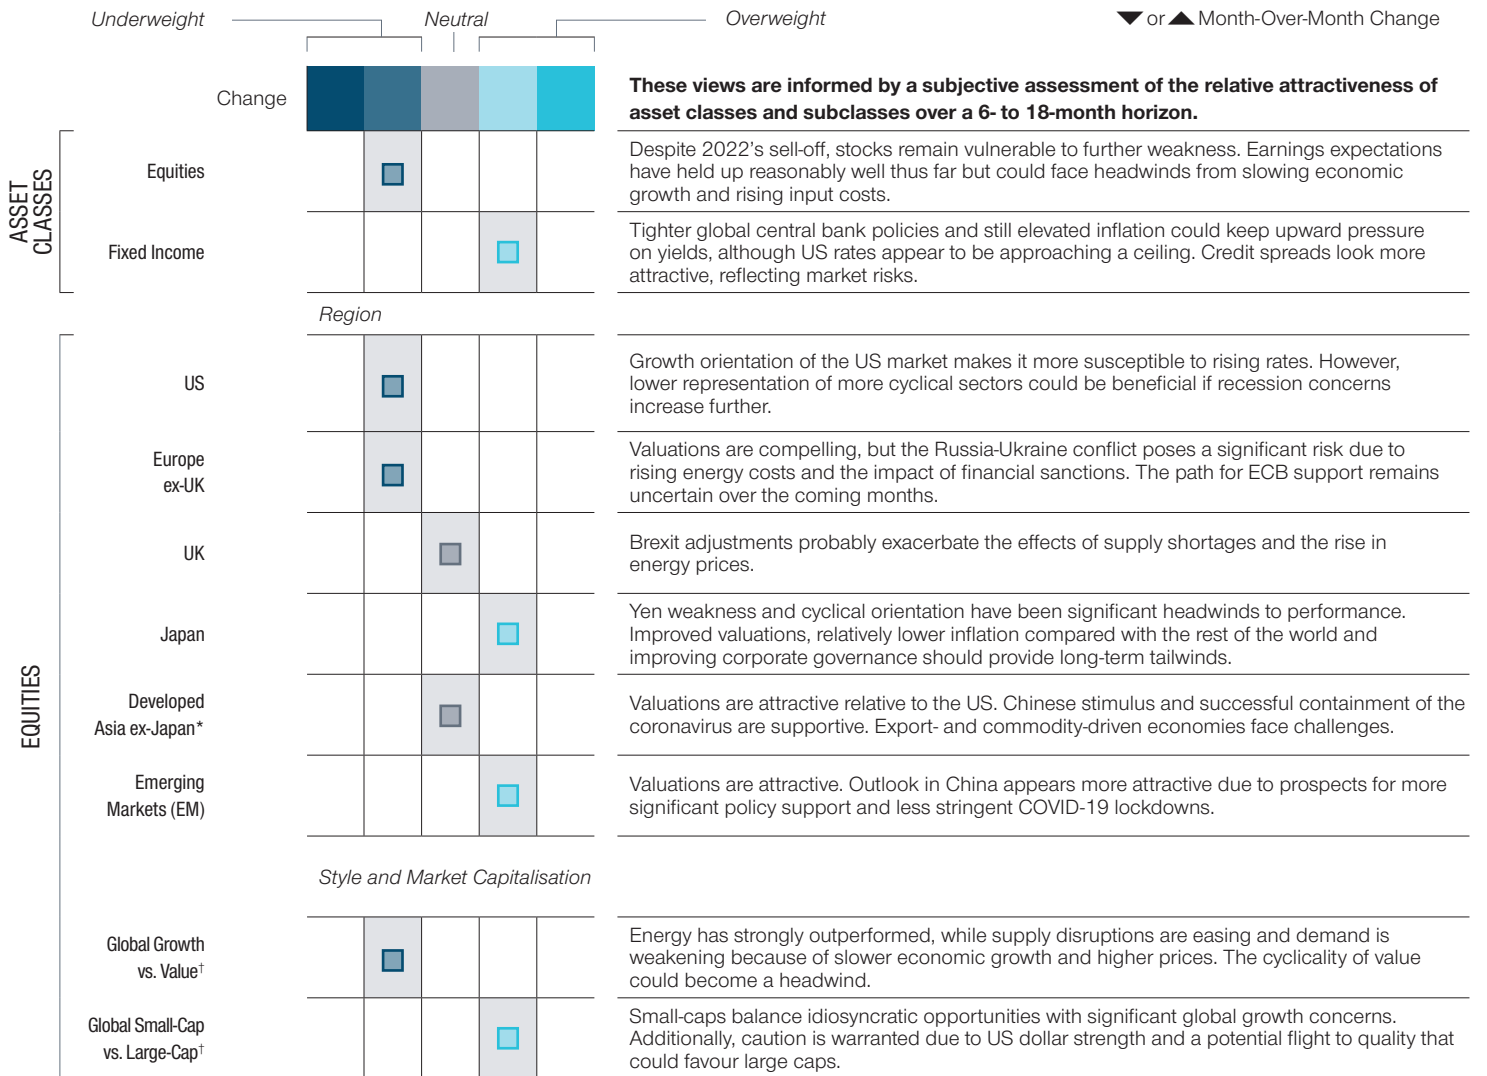 Underweight
Neutral
Overweight
▼ or ▲ Month-Over-Month Change
Change
These views are informed by a subjective assessment of the relative attractiveness of
asset classes and subclasses over a 6- to 18-month horizon.
ASSET
CLASSES
Equities
Despite 2022's sell-off, stocks remain vulnerable to further weakness. Earnings expectations
have held up reasonably well thus far but could face headwinds from slowing economic
growth and rising input costs.
Fixed Income
Tighter global central bank policies and still elevated inflation could keep upward pressure
on yields, although US rates appear to be approaching a ceiling. Credit spreads look more
attractive, reflecting market risks.
Region
EQUITIES
US
Growth orientation of the US market makes it more susceptible to rising rates. However,
lower representation of more cyclical sectors could be beneficial if recession concerns
increase further.
Europe
ex-UK
Valuations are compelling, but the Russia-Ukraine conflict poses a significant risk due to
rising energy costs and the impact of financial sanctions. The path for ECB support remains
uncertain over the coming months.
UK
Brexit adjustments probably exacerbate the effects of supply shortages and the rise in
energy prices.
Japan
Yen weakness and cyclical orientation have been significant headwinds to performance.
Improved valuations, relatively lower inflation compared with the rest of the world and
improving corporate governance should provide long-term tailwinds.
Developed
Asia ex-Japan*
Valuations are attractive relative to the US. Chinese stimulus and successful containment of the
coronavirus are supportive. Export- and commodity-driven economies face challenges.
Emerging
Markets (EM)
Valuations are attractive. Outlook in China appears more attractive due to prospects for more
significant policy support and less stringent COVID-19 lockdowns.
Style and Market Capitalisation
Global Growth
vs. Value†
Energy has strongly outperformed, while supply disruptions are easing and demand is
weakening because of slower economic growth and higher prices. The cyclicality of value
could become a headwind.
Global Small-Cap
vs. Large-Cap†
Small-caps balance idiosyncratic opportunities with significant global growth concerns.
Additionally, caution is warranted due to US dollar strength and a potential flight to quality that
could favour large caps.